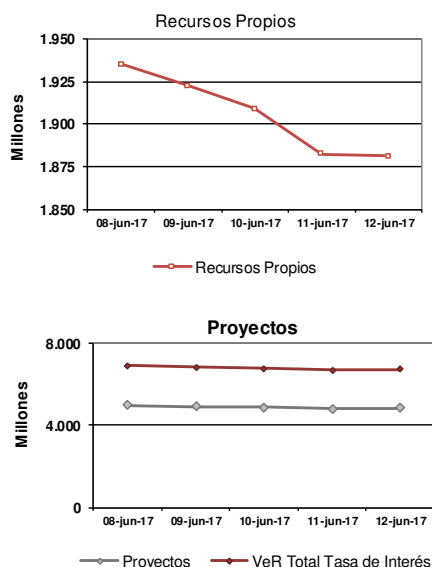 Recursos Propios
Millones
1.950
1.925
1.900
1.875
1.850
08-jun-17 09-jun-17 10-jun-17 11-jun-17 12-jun-17
Recursos Propios
Proyectos
Millones
8.000
4.000
0
08-jun-17 09-jun-17 10-jun-17 11-jun-17 12-jun-17
Proyectos VeR Total Tasa de Interés